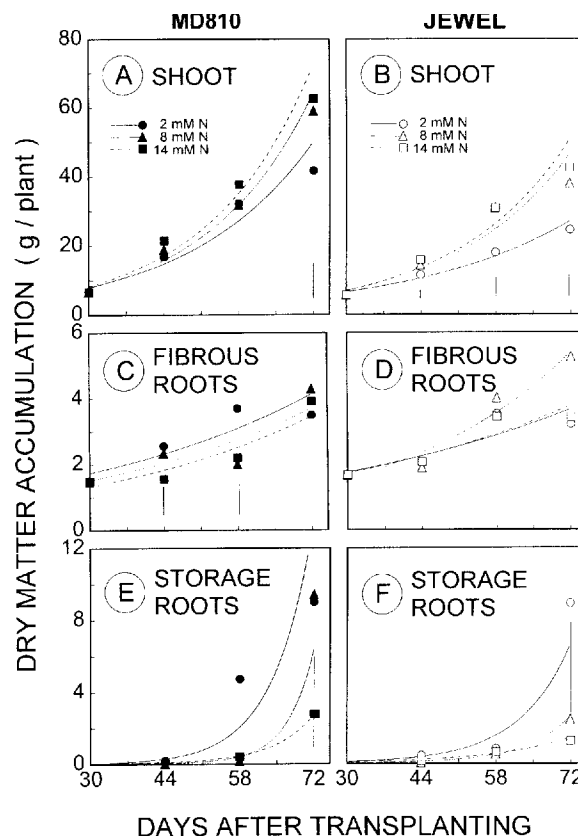 MD810 JEWEL
DRY MATTER ACCUMULATION ( g / plant )
80
60
40
20
0
A SHOOT
2 mM N
8 mM N
14 mM N
B SHOOT
2 mM N
8 mM N
14 mM N
6
4
2
0
C FIBROUS
ROOTS
D FIBROUS
ROOTS
12
8
4
0
E STORAGE
ROOTS
F STORAGE
ROOTS
30 44 58 72 30 44 58 72
DAYS AFTER TRANSPLANTING